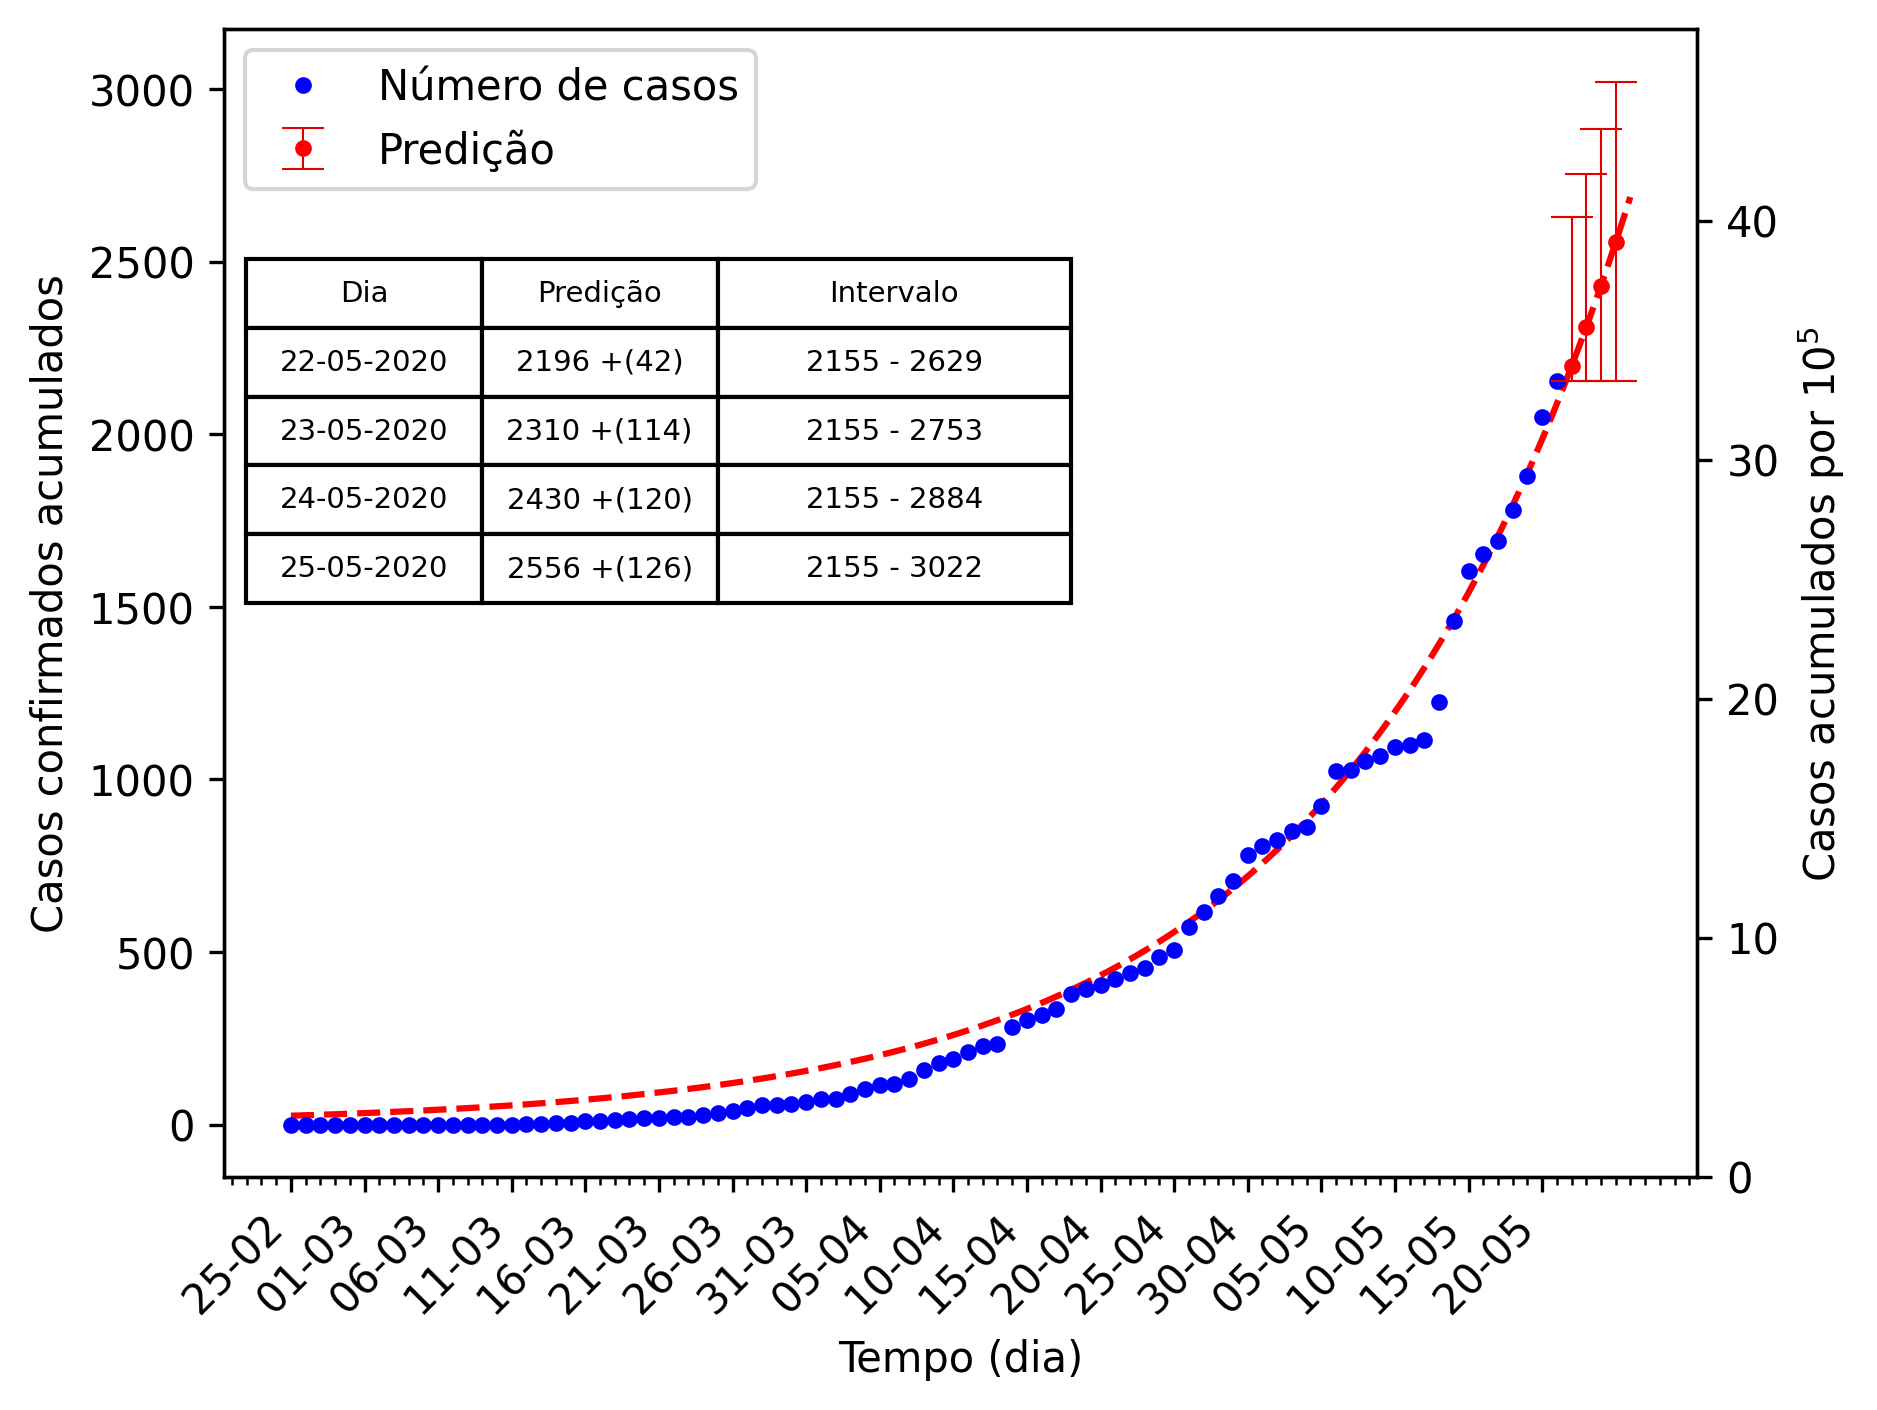 Número de casos
Predição
Dia Predição Intervalo
22-05-2020 2196 +(42) 2155 - 2629
23-05-2020 2310 +(114) 2155 - 2753
24-05-2020 2430 +(120) 2155 - 2884
25-05-2020 2556 +(126) 2155 - 3022
Casos confirmados acumulados
3000
2500
2000
1500
1000
500
0
Casos acumulados por 10⁵
40
30
20
10
0
25-02 01-03 06-03 11-03 16-03 21-03 26-03 31-03 05-04 10-04 15-04 20-04 25-04 30-04 05-05 10-05 15-05 20-05
Tempo (dia)